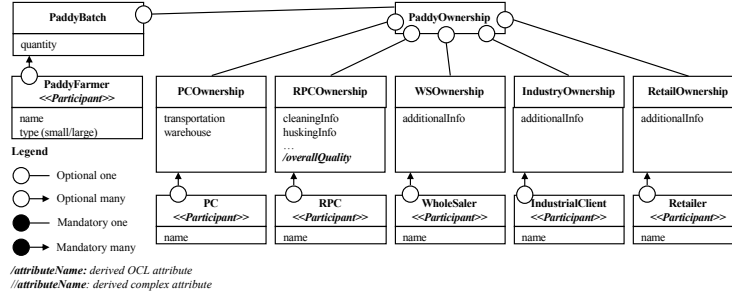 PaddyBatch
quantity
PaddyOwnership
PaddyFarmer
<<Participant>>
name
type (small/large)
PCOwnership
transportation
warehouse
RPCOwnership
cleaningInfo
huskingInfo
...
/overallQuality
WSOwnership
additionalInfo
IndustryOwnership
additionalInfo
RetailOwnership
additionalInfo
PC
<<Participant>>
name
RPC
<<Participant>>
name
WholeSaler
<<Participant>>
name
IndustrialClient
<<Participant>>
name
Retailer
<<Participant>>
name
Legend
Optional one
Optional many
Mandatory one
Mandatory many
/attributeName: derived OCL attribute
//attributeName: derived complex attribute